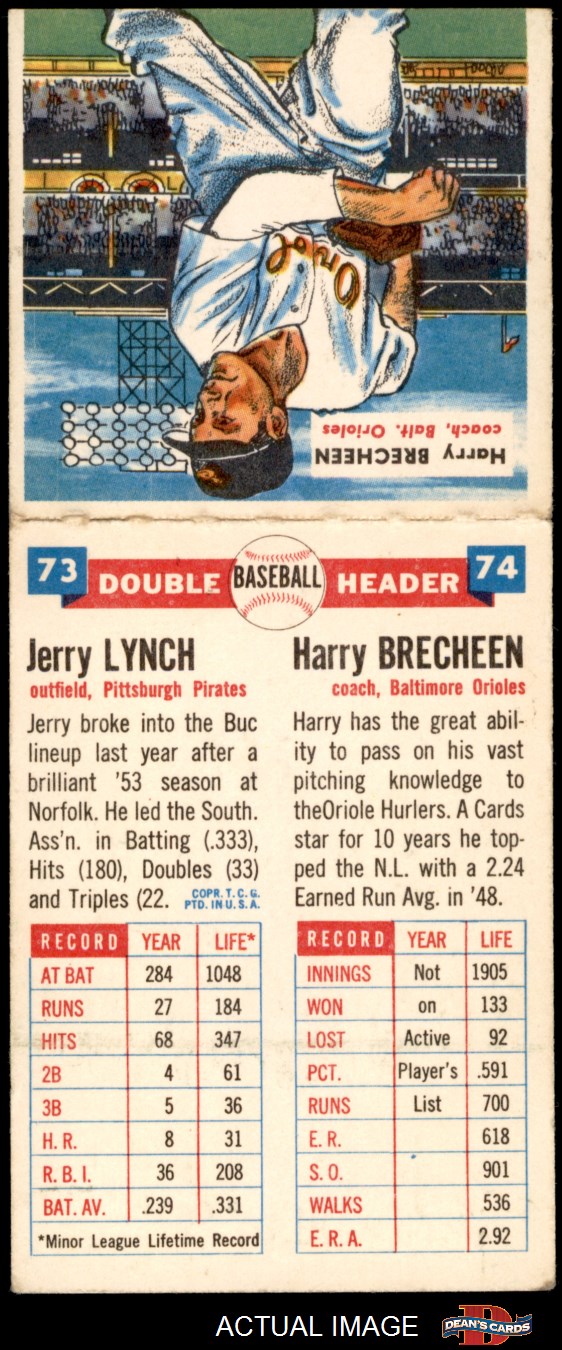 Harry BRECHEEN
coach, Balt. Orioles
73 DOUBLE BASEBALL HEADER 74
Jerry LYNCH
outfield, Pittsburgh Pirates
Jerry broke into the Buc
lineup last year after a
brilliant '53 season at
Norfolk. He led the South.
Ass'n. in Batting (.333),
Hits (180), Doubles (33)
and Triples (22.
COPR. T. C. G.
PTD. IN U. S. A.
Harry BRECHEEN
coach, Baltimore Orioles
Harry has the great abil-
ity to pass on his vast
pitching knowledge to
theOriole Hurlers. A Cards
star for 10 years he top-
ped the N.L. with a 2.24
Earned Run Avg. in '48.
RECORD YEAR LIFE*
AT BAT 284 1048
RUNS 27 184
HITS 68 347
2B 4 61
3B 5 36
H. R. 8 31
R. B. I. 36 208
BAT. AV. .239 .331
*Minor League Lifetime Record
RECORD YEAR LIFE
INNINGS Not 1905
WON on 133
LOST Active 92
PCT. Player's .591
RUNS List 700
E. R. 618
S. O. 901
WALKS 536
E. R. A. 2.92
ACTUAL IMAGE
D
DEAN'S CARDS